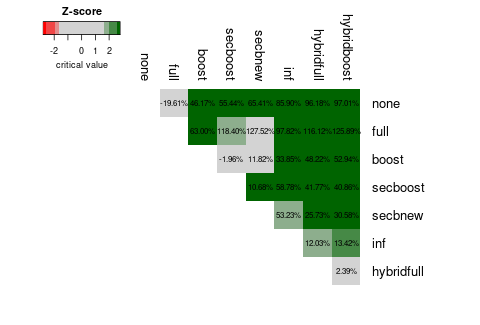 Z-score
-2 0 2
critical value
none full boost secboost secbnew inf hybridfull hybridboost
-19.61% 46.17% 55.44% 65.41% 85.90% 96.18% 97.01% none
63.00% 118.40% 127.52% 97.82% 116.12% 125.69% full
-1.96% 11.82% 33.89% 48.22% 52.94% boost
10.68% 58.78% 41.77% 40.86% secboost
53.23% 25.73% 30.58% secbnew
12.03% 13.42% inf
2.39% hybridfull